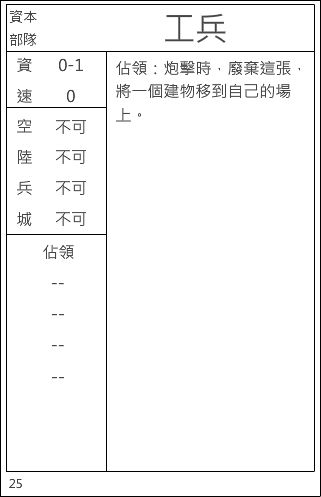 資本
部隊
工兵
資 0-1
速 0
空 不可
陸 不可
兵 不可
城 不可
佔領
--
--
--
--
佔領：炮擊時，廢棄這張，
將一個建物移到自己的場
上。
25